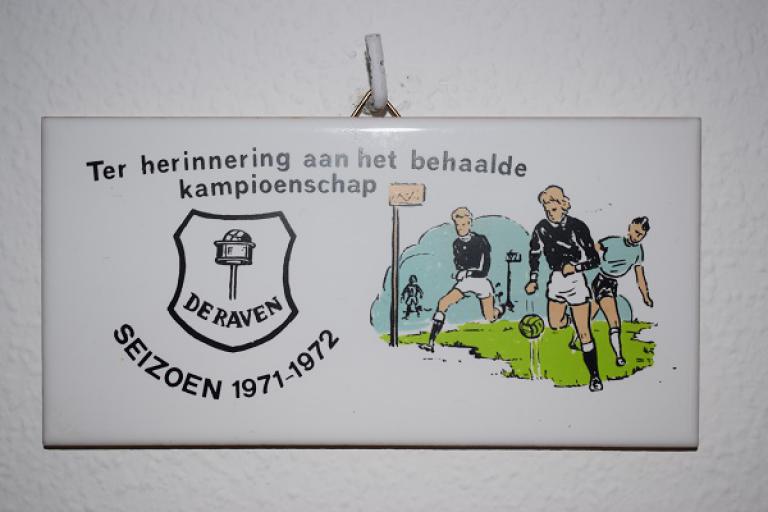 Ter herinnering aan het behaalde
kampioenschap
DE RAVEN
SEIZOEN 1971-1972